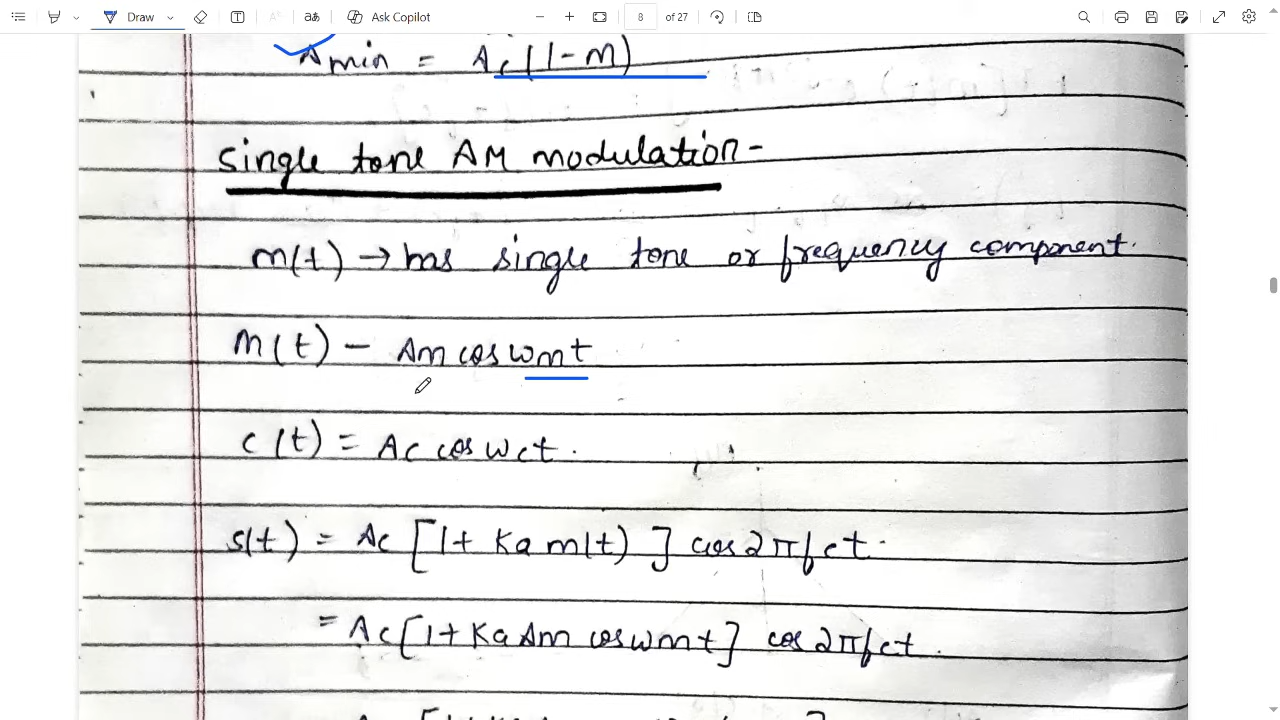 Draw
Ask Copilot
8 of 27
Amin = Ac(1-m)
Single tone AM modulation-
m(t) → has single tone or frequency component.
m(t) - Am cos wmt
c(t) = Ac cos wct.
s(t) = Ac [1+ Ka m(t) ] cos 2πfct.
= Ac[1+ Ka Am cos wmt] cos 2πfct.